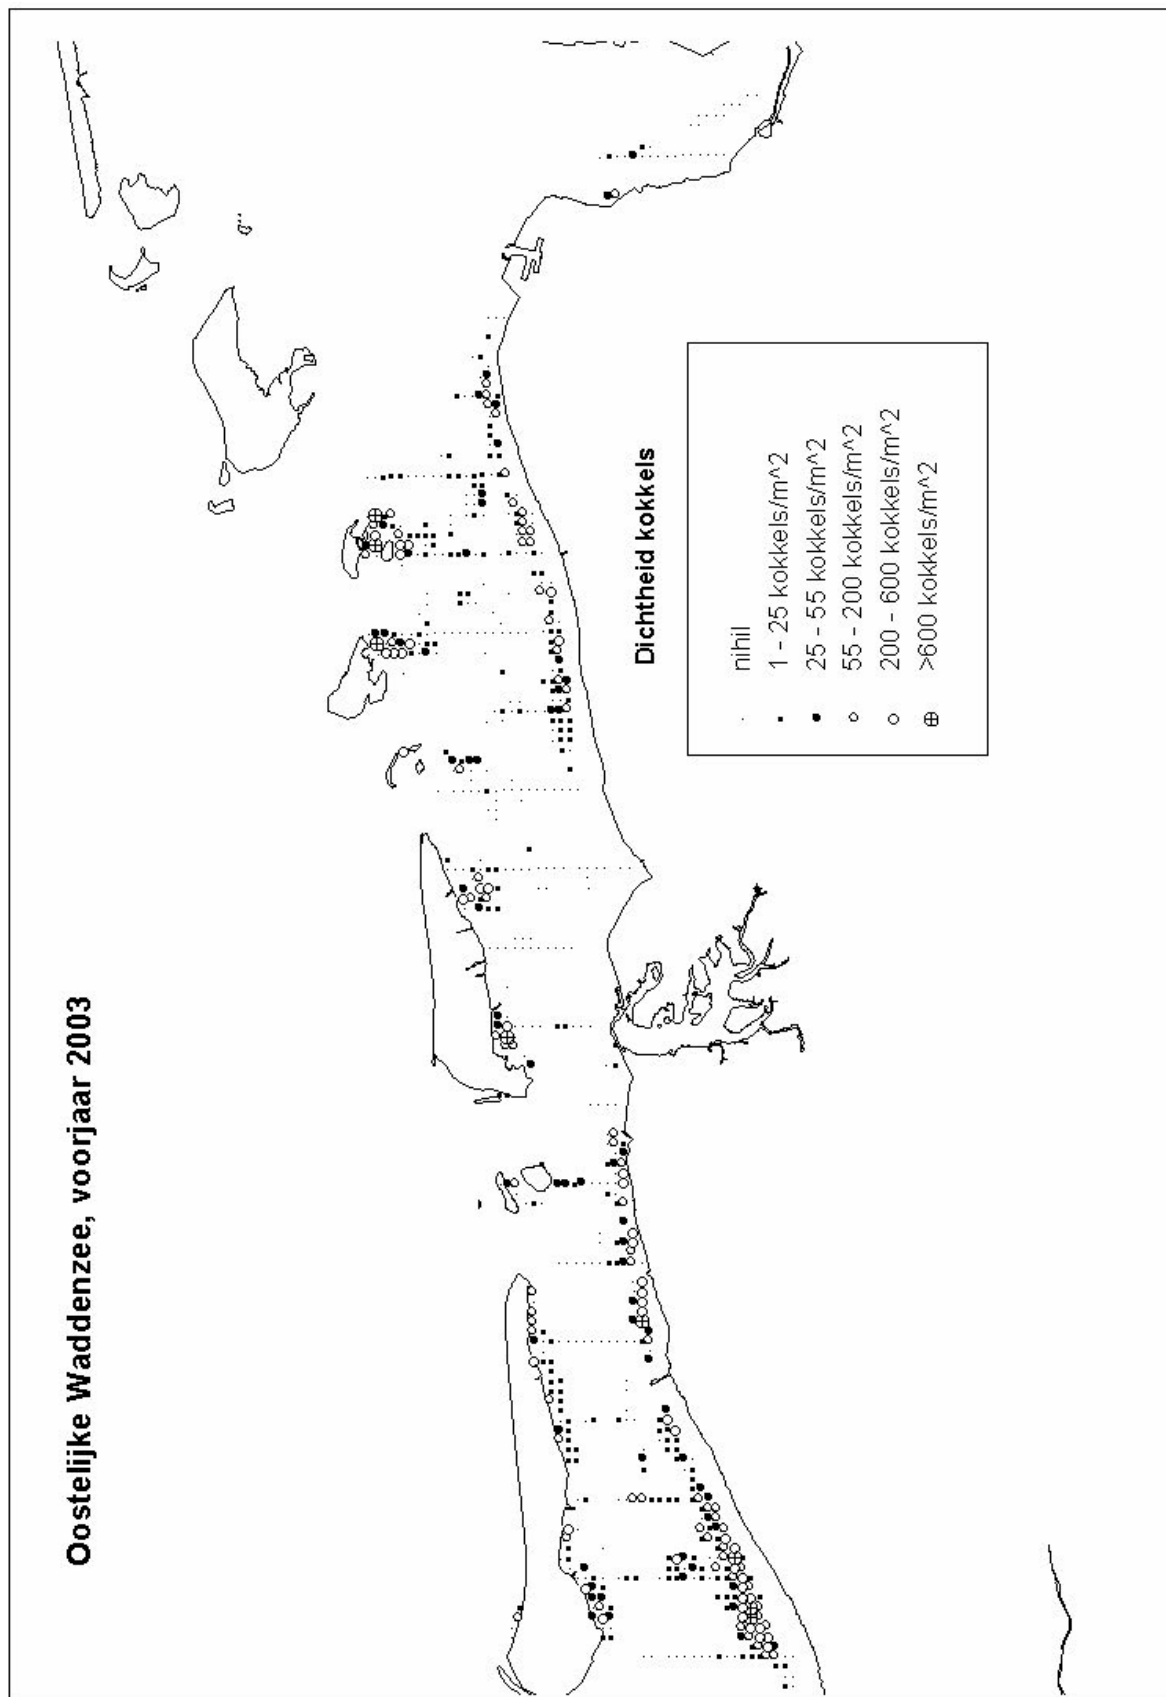 Oostelijke Waddenzee, voorjaar 2003
Dichtheid kokkels
nihil
1 - 25 kokkels/m^2
25 - 55 kokkels/m^2
55 - 200 kokkels/m^2
200 - 600 kokkels/m^2
>600 kokkels/m^2